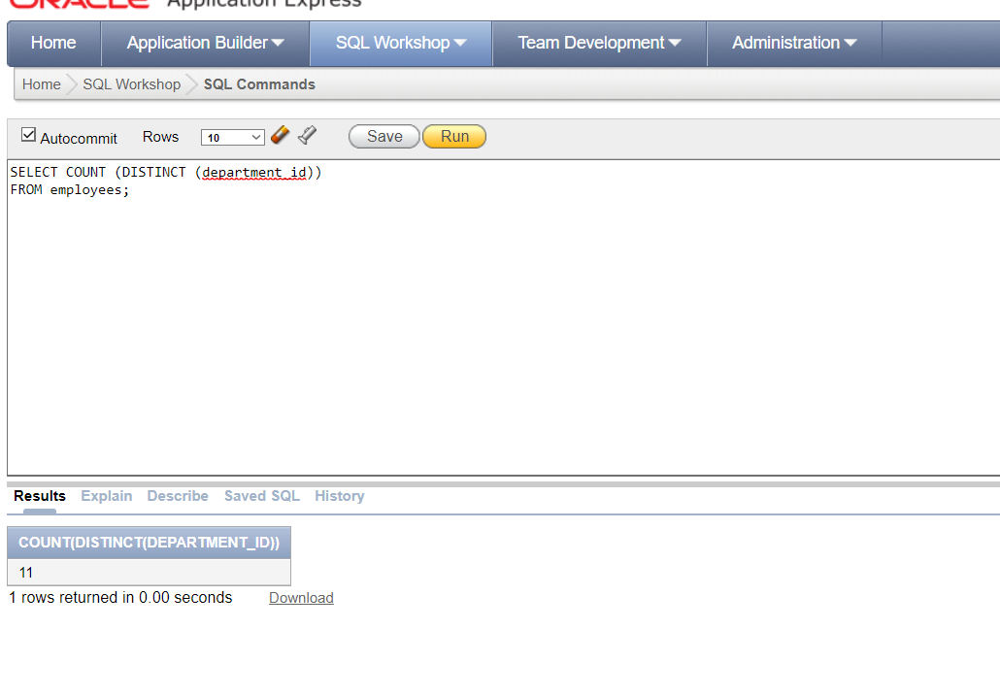 ORACLE Application Express
Home Application Builder SQL Workshop Team Development Administration
Home SQL Workshop SQL Commands
Autocommit Rows 10 Save Run
SELECT COUNT (DISTINCT (department_id))
FROM employees;
Results Explain Describe Saved SQL History
COUNT(DISTINCT(DEPARTMENT_ID))
11
1 rows returned in 0.00 seconds Download